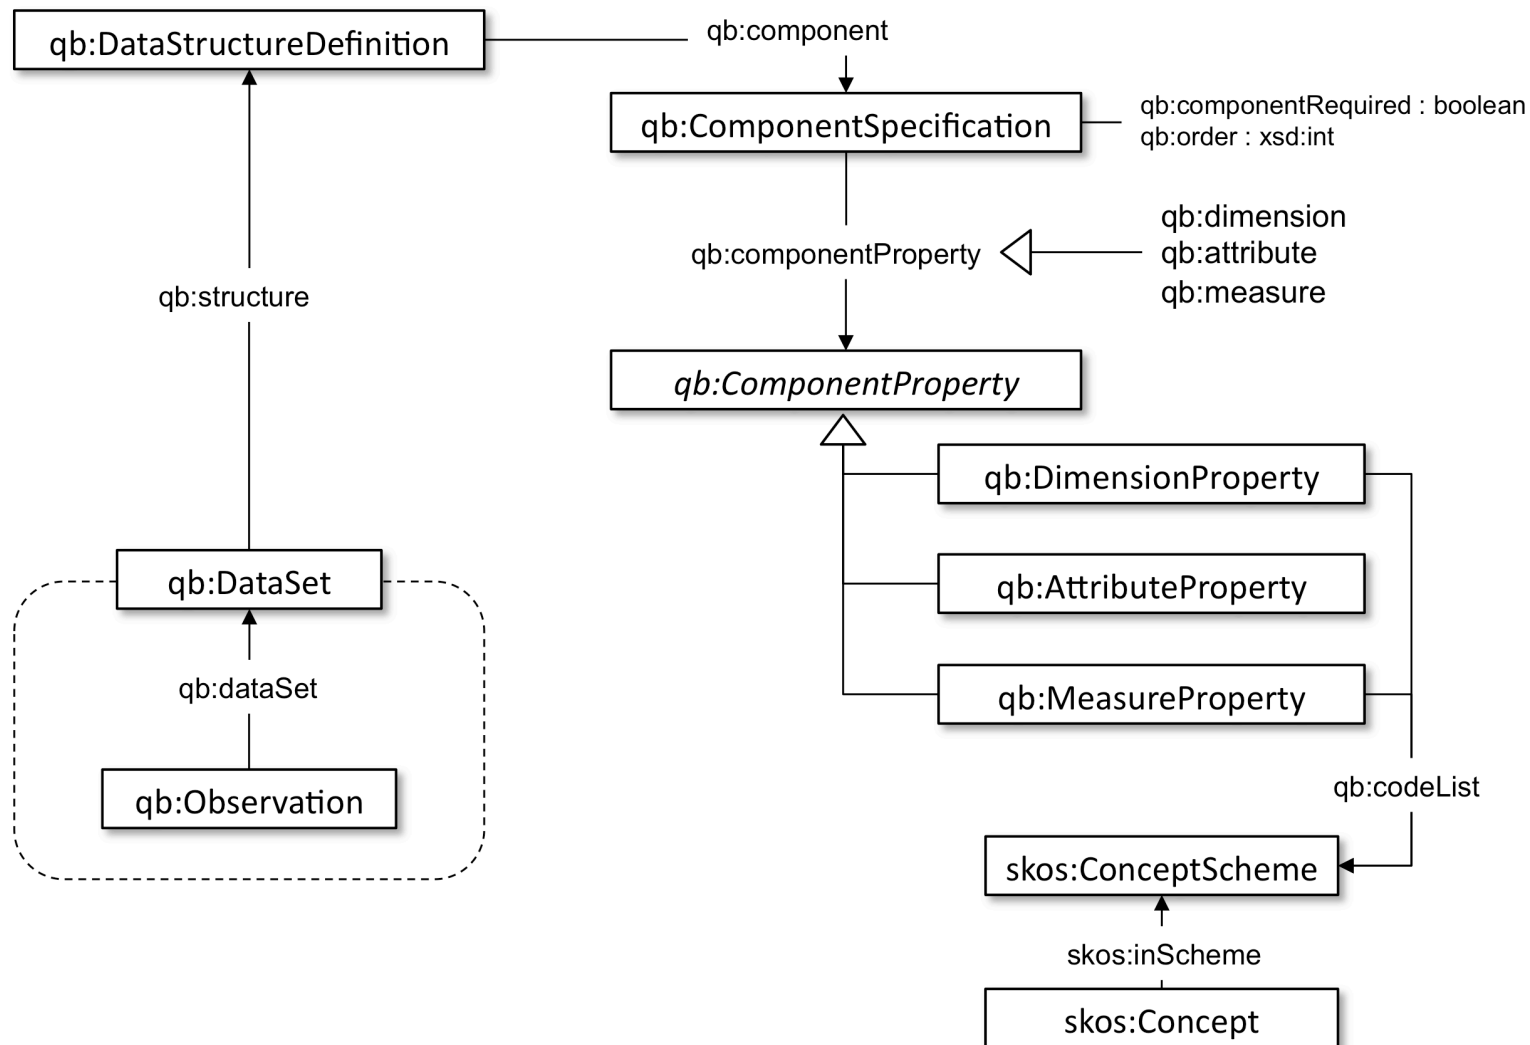 qb:DataStructureDefinition
qb:component
qb:ComponentSpecification
qb:componentRequired : boolean
qb:order : xsd:int
qb:componentProperty
qb:dimension
qb:attribute
qb:measure
qb:structure
qb:ComponentProperty
qb:DimensionProperty
qb:AttributeProperty
qb:MeasureProperty
qb:DataSet
qb:dataSet
qb:Observation
qb:codeList
skos:ConceptScheme
skos:inScheme
skos:Concept